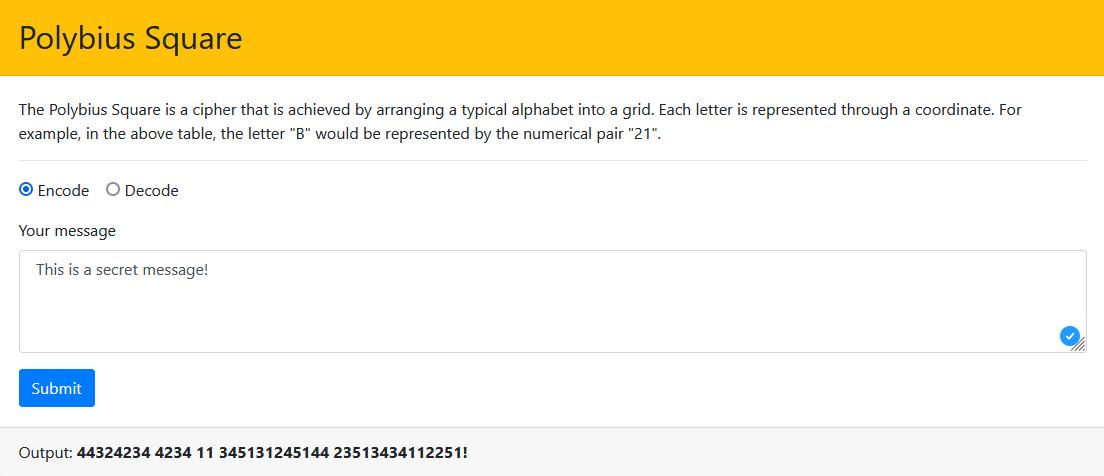 Polybius Square
The Polybius Square is a cipher that is achieved by arranging a typical alphabet into a grid. Each letter is represented through a coordinate. For
example, in the above table, the letter "B" would be represented by the numerical pair "21".
Encode Decode
Your message
This is a secret message!
Submit
Output: 44324234 4234 11 345131245144 23513434112251!